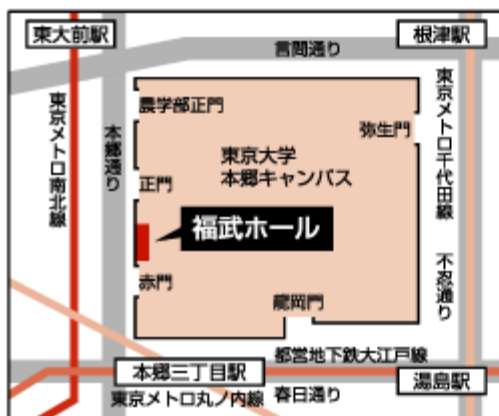 東大前駅
根津駅
言問通り
東京メトロ南北線
本郷通り
農学部正門
弥生門
東京メトロ千代田線
東京大学
本郷キャンパス
正門
福武ホール
不忍通り
赤門
龍岡門
都営地下鉄大江戸線
本郷三丁目駅
湯島駅
東京メトロ丸ノ内線
春日通り